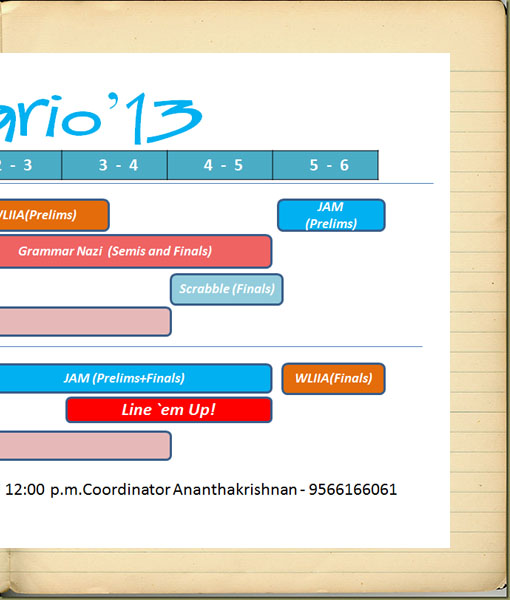 ario'13
2 - 3 3 - 4 4 - 5 5 - 6
WLIIA(Prelims) JAM
(Prelims)
Grammar Nazi (Semis and Finals)
Scrabble (Finals)
JAM (Prelims+Finals) WLIIA(Finals)
Line `em Up!
12:00 p.m.Coordinator Ananthakrishnan - 9566166061